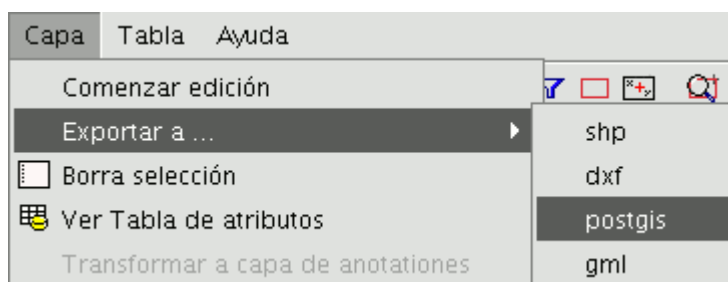 Capa Tabla Ayuda
Comenzar edición
Exportar a ... shp
Borra selección dxf
Ver Tabla de atributos postgis
Transformar a capa de anotationes gml